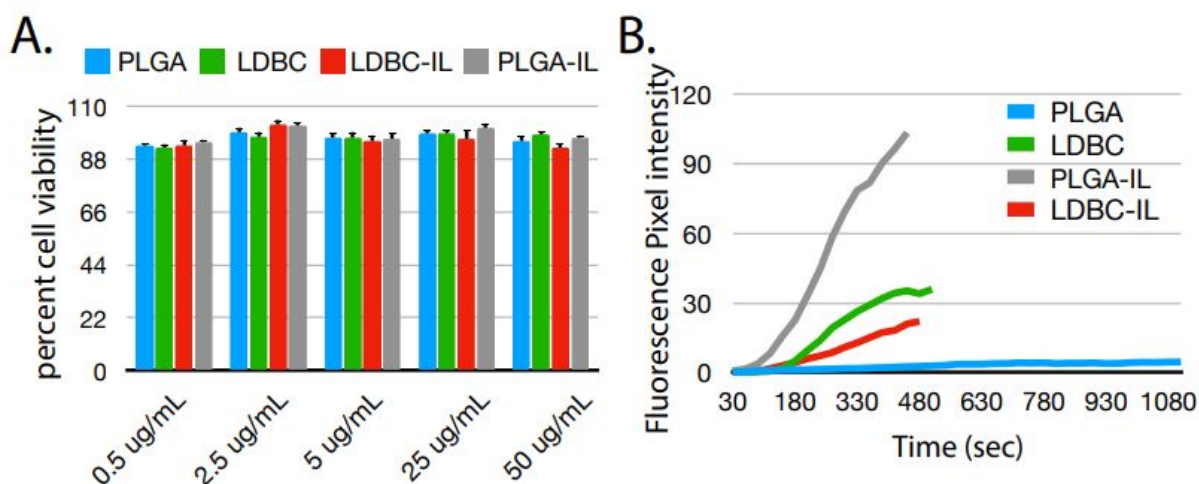 A.
PLGA LDBC LDBC-IL PLGA-IL
percent cell viability
110
88
66
44
22
0
0.5 ug/mL 2.5 ug/mL 5 ug/mL 25 ug/mL 50 ug/mL
B.
Fluorescence Pixel intensity
120
90
60
30
0
PLGA
LDBC
PLGA-IL
LDBC-IL
30 180 330 480 630 780 930 1080
Time (sec)